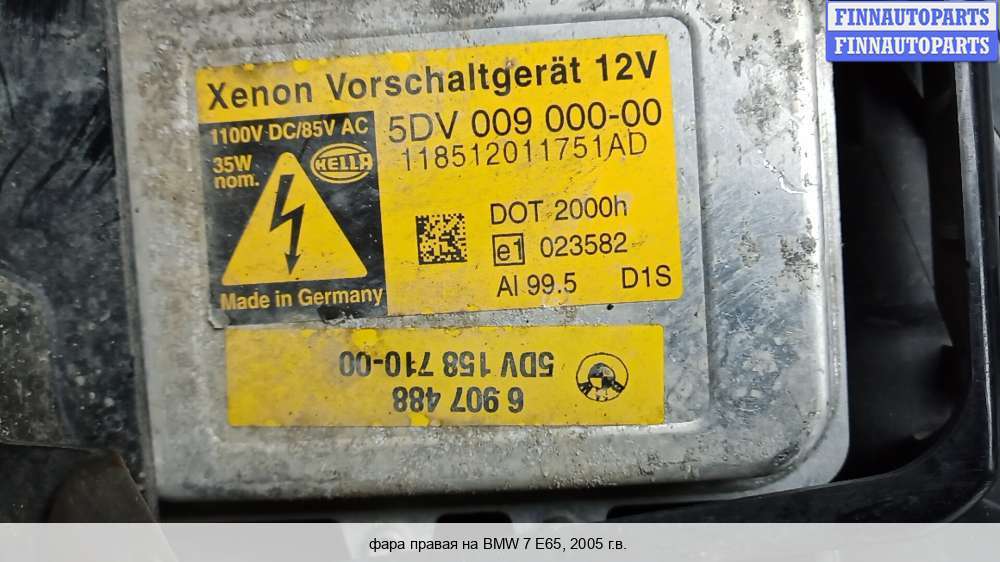 FINNAUTOPARTS
FINNAUTOPARTS
Xenon Vorschaltgerät 12V
1100V DC/85V AC
35W
nom.
HELLA
5DV 009 000-00
118512011751AD
DOT 2000h
e1 023582
Al 99.5 D1S
Made in Germany
6 907 488
5DV 158 710-00
фара правая на BMW 7 E65, 2005 г.в.